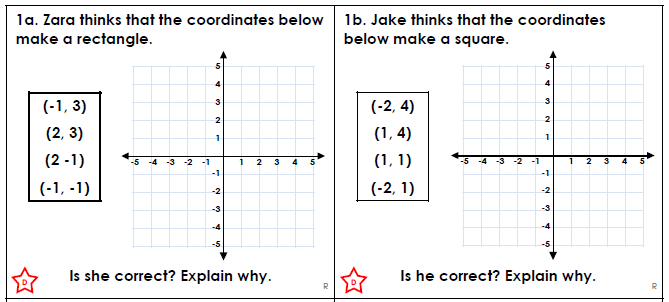 1a. Zara thinks that the coordinates below
make a rectangle.
(-1, 3)
(2, 3)
(2 -1)
(-1, -1)
5
4
3
2
1
-5 -4 -3 -2 -1 1 2 3 4 5
-1
-2
-3
-4
-5
Is she correct? Explain why.
D
R
1b. Jake thinks that the coordinates
below make a square.
(-2, 4)
(1, 4)
(1, 1)
(-2, 1)
5
4
3
2
1
-5 -4 -3 -2 -1 1 2 3 4 5
-1
-2
-3
-4
-5
Is he correct? Explain why.
D
R